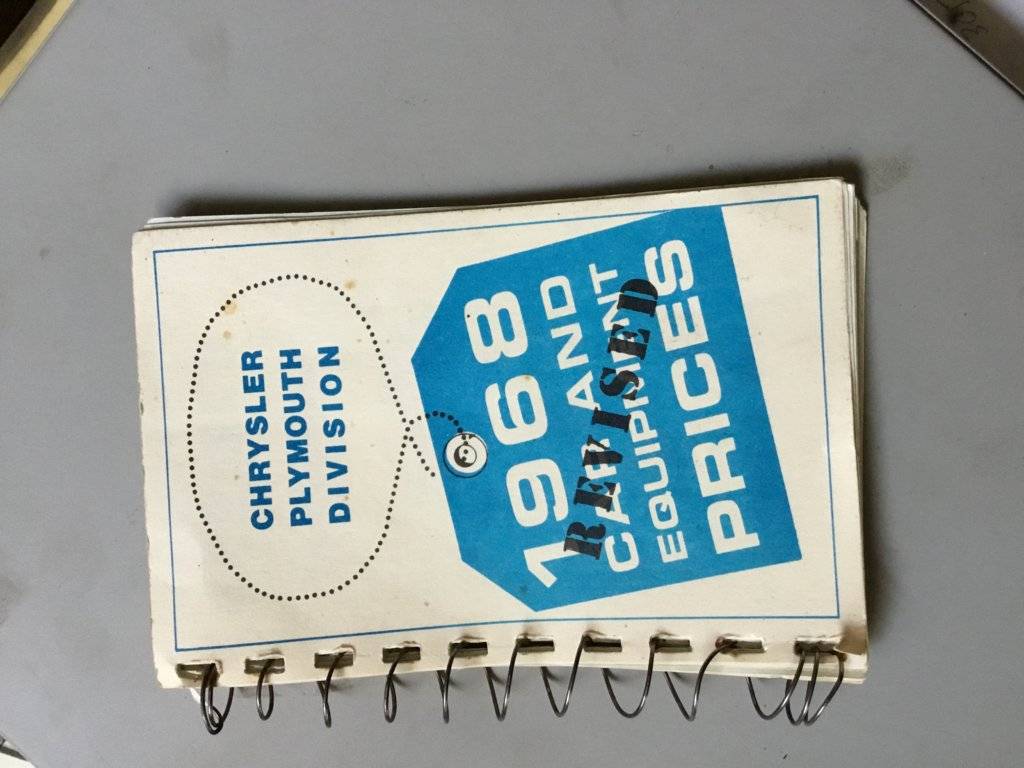 CHRYSLER
PLYMOUTH
DIVISION
1968
CAR AND
EQUIPMENT
PRICES
REVISED